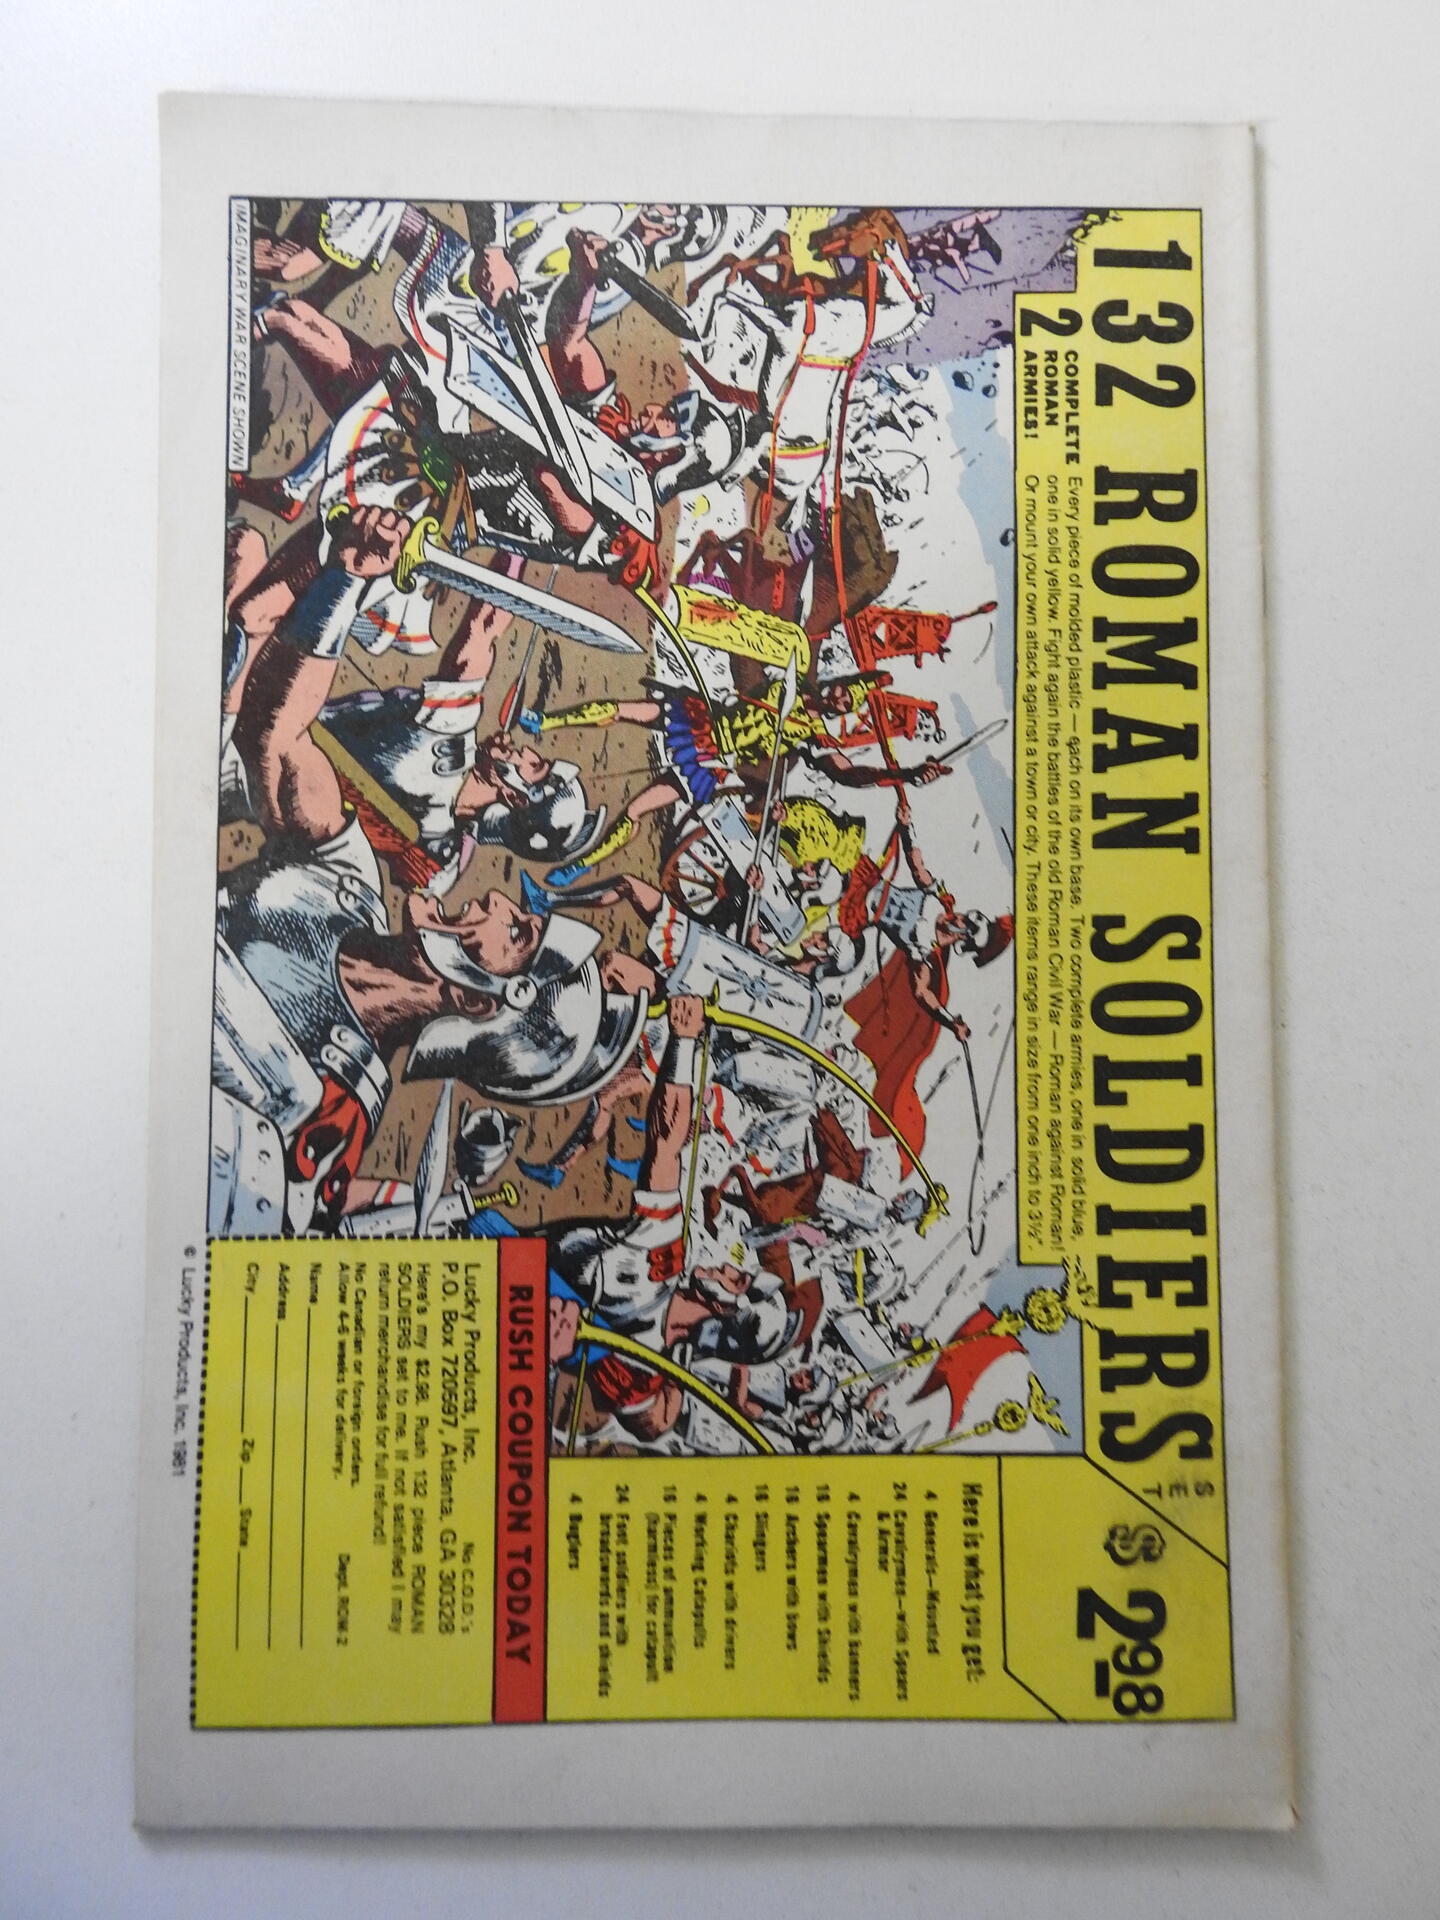 132 ROMAN SOLDIERS
SET
$2.98
2 COMPLETE
ROMAN
ARMIES!
Every piece of molded plastic — each on its own base. Two complete armies, one in solid blue,
one in solid yellow. Fight again the battles of the old Roman Civil War — Roman against Roman!
Or mount your own attack against a town or city. These items range in size from one inch to 3½".
Here is what you get:
4 Generals—Mounted
24 Cavalrymen—with Spears
& Armor
4 Cavalrymen with banners
16 Spearmen with Shields
16 Archers with bows
16 Slingers
4 Chariots with drivers
4 Working Catapults
16 Pieces of ammunition
(harmless) for catapult
24 Foot soldiers with
broadswords and shields
4 Buglers
IMAGINARY WAR SCENE SHOWN
RUSH COUPON TODAY
Lucky Products, Inc. No C.O.D.'s
P.O. Box 720597, Atlanta, GA 30328
Here's my $2.98. Rush 132 piece ROMAN
SOLDIERS set to me. If not satisfied I may
return merchandise for full refund!!
No Canadian or foreign orders.
Allow 4-6 weeks for delivery. Dept. ROM-2
Name
Address
City Zip State
© Lucky Products, Inc. 1981